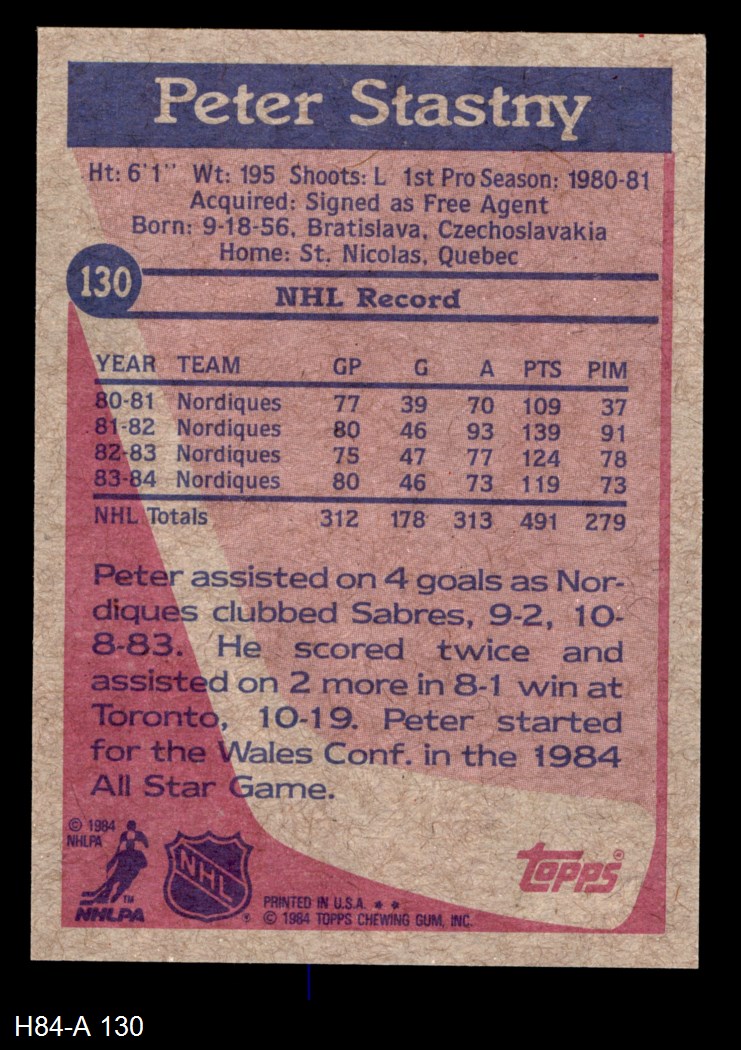 Peter Stastny
Ht: 6'1" Wt: 195 Shoots: L 1st Pro Season: 1980-81
Acquired: Signed as Free Agent
Born: 9-18-56, Bratislava, Czechoslavakia
Home: St. Nicolas, Quebec
130
NHL Record
YEAR TEAM GP G A PTS PIM
80-81 Nordiques 77 39 70 109 37
81-82 Nordiques 80 46 93 139 91
82-83 Nordiques 75 47 77 124 78
83-84 Nordiques 80 46 73 119 73
NHL Totals 312 178 313 491 279
Peter assisted on 4 goals as Nor-
diques clubbed Sabres, 9-2, 10-
8-83. He scored twice and
assisted on 2 more in 8-1 win at
Toronto, 10-19. Peter started
for the Wales Conf. in the 1984
All Star Game.
© 1984
NHLPA
TM
NHLPA
NHL
®
PRINTED IN U.S.A. * *
© 1984 TOPPS CHEWING GUM, INC.
topps®
H84-A 130